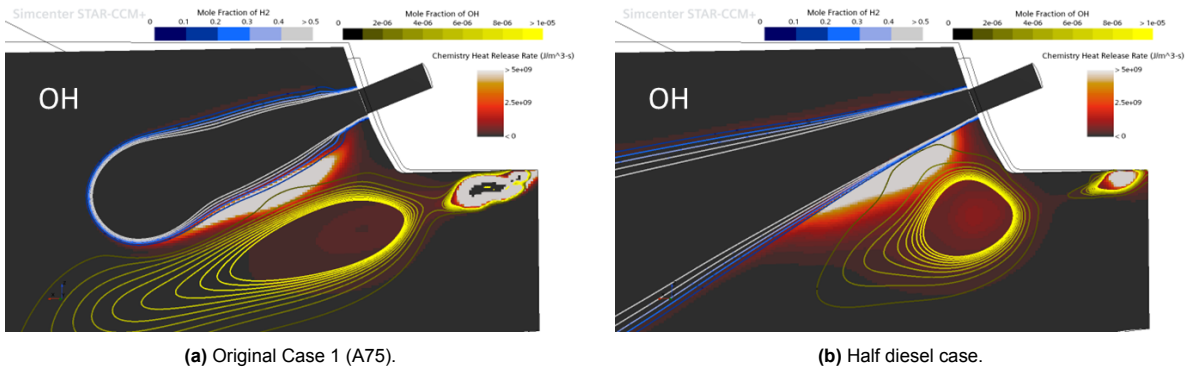 Simcenter STAR-CCM+
Mole Fraction of H2
0 0.1 0.2 0.3 0.4 > 0.5
Mole Fraction of OH
0 2e-06 4e-06 6e-06 8e-06 > 1e-05
Chemistry Heat Release Rate (J/m^3-s)
> 5e+09
2.5e+09
< 0
OH
(a) Original Case 1 (A75).
Simcenter STAR-CCM+
Mole Fraction of H2
0 0.1 0.2 0.3 0.4 > 0.5
Mole Fraction of OH
0 2e-06 4e-06 6e-06 8e-06 > 1e-05
Chemistry Heat Release Rate (J/m^3-s)
> 5e+09
2.5e+09
< 0
OH
(b) Half diesel case.